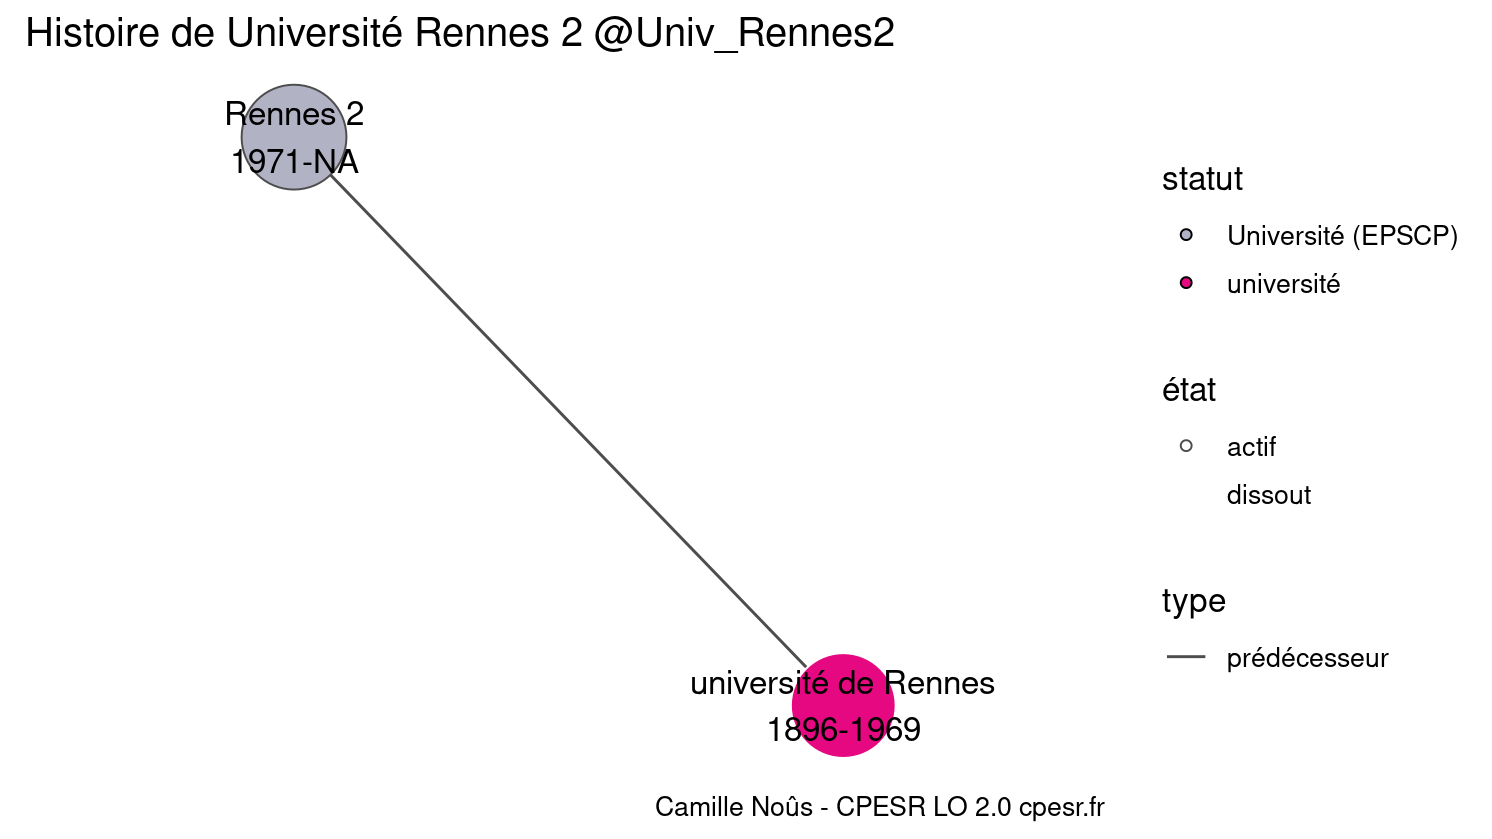 Histoire de Université Rennes 2 @Univ_Rennes2
Rennes 2
1971-NA
statut
Université (EPSCP)
université
état
actif
dissout
type
prédécesseur
université de Rennes
1896-1969
Camille Noûs - CPESR LO 2.0 cpesr.fr